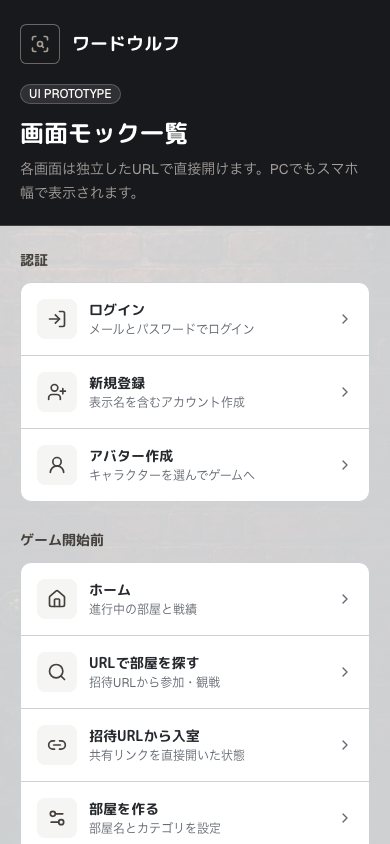 ワードウルフ
UI PROTOTYPE
画面モック一覧
各画面は独立したURLで直接開けます。PCでもスマホ
幅で表示されます。
認証
ログイン
メールとパスワードでログイン
新規登録
表示名を含むアカウント作成
アバター作成
キャラクターを選んでゲームへ
ゲーム開始前
ホーム
進行中の部屋と戦績
URLで部屋を探す
招待URLから参加・観戦
招待URLから入室
共有リンクを直接開いた状態
部屋を作る
部屋名とカテゴリを設定